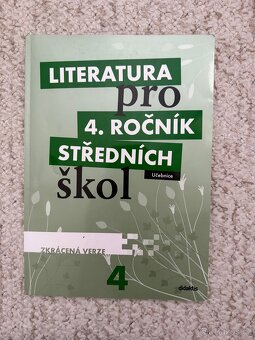 LITERATURA
pro
4. ROČNÍK
STŘEDNÍCH
Učebnice
škol
ZKRÁCENÁ VERZE
4
didaktis